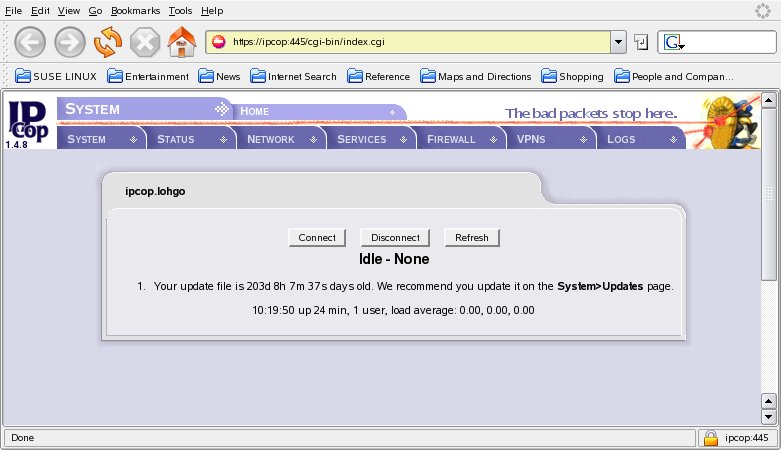 File Edit View Go Bookmarks Tools Help
https://ipcop:445/cgi-bin/index.cgi
G
SUSE LINUX Entertainment News Internet Search Reference Maps and Directions Shopping People and Compan...
IP cop
1.4.8
SYSTEM HOME
The bad packets stop here.
SYSTEM STATUS NETWORK SERVICES FIREWALL VPNs LOGS
ipcop.lohgo
Connect Disconnect Refresh
Idle - None
1. Your update file is 203d 8h 7m 37s days old. We recommend you update it on the System>Updates page.
10:19:50 up 24 min, 1 user, load average: 0.00, 0.00, 0.00
Done ipcop:445